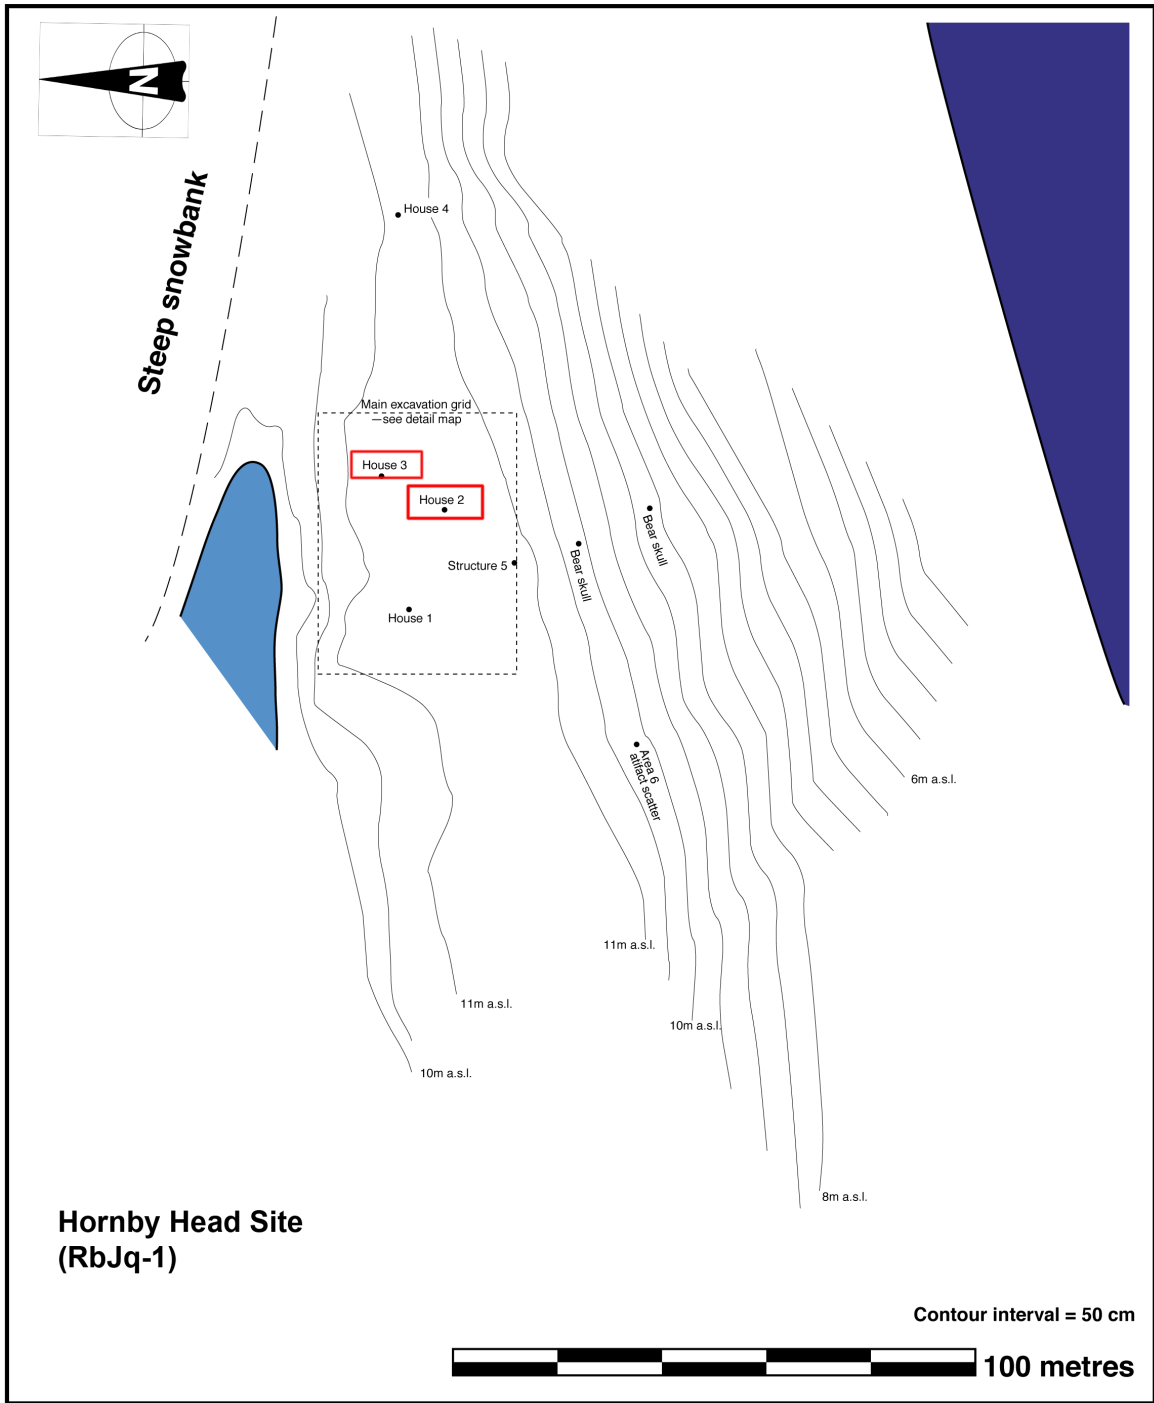 N
Steep snowbank
House 4
Main excavation grid
—see detail map
House 3
House 2
Bear skull
Bear skull
Structure 5
House 1
Area 6
atifact scatter
6m a.s.l.
11m a.s.l.
11m a.s.l.
10m a.s.l.
10m a.s.l.
8m a.s.l.
Hornby Head Site
(RbJq-1)
Contour interval = 50 cm
100 metres